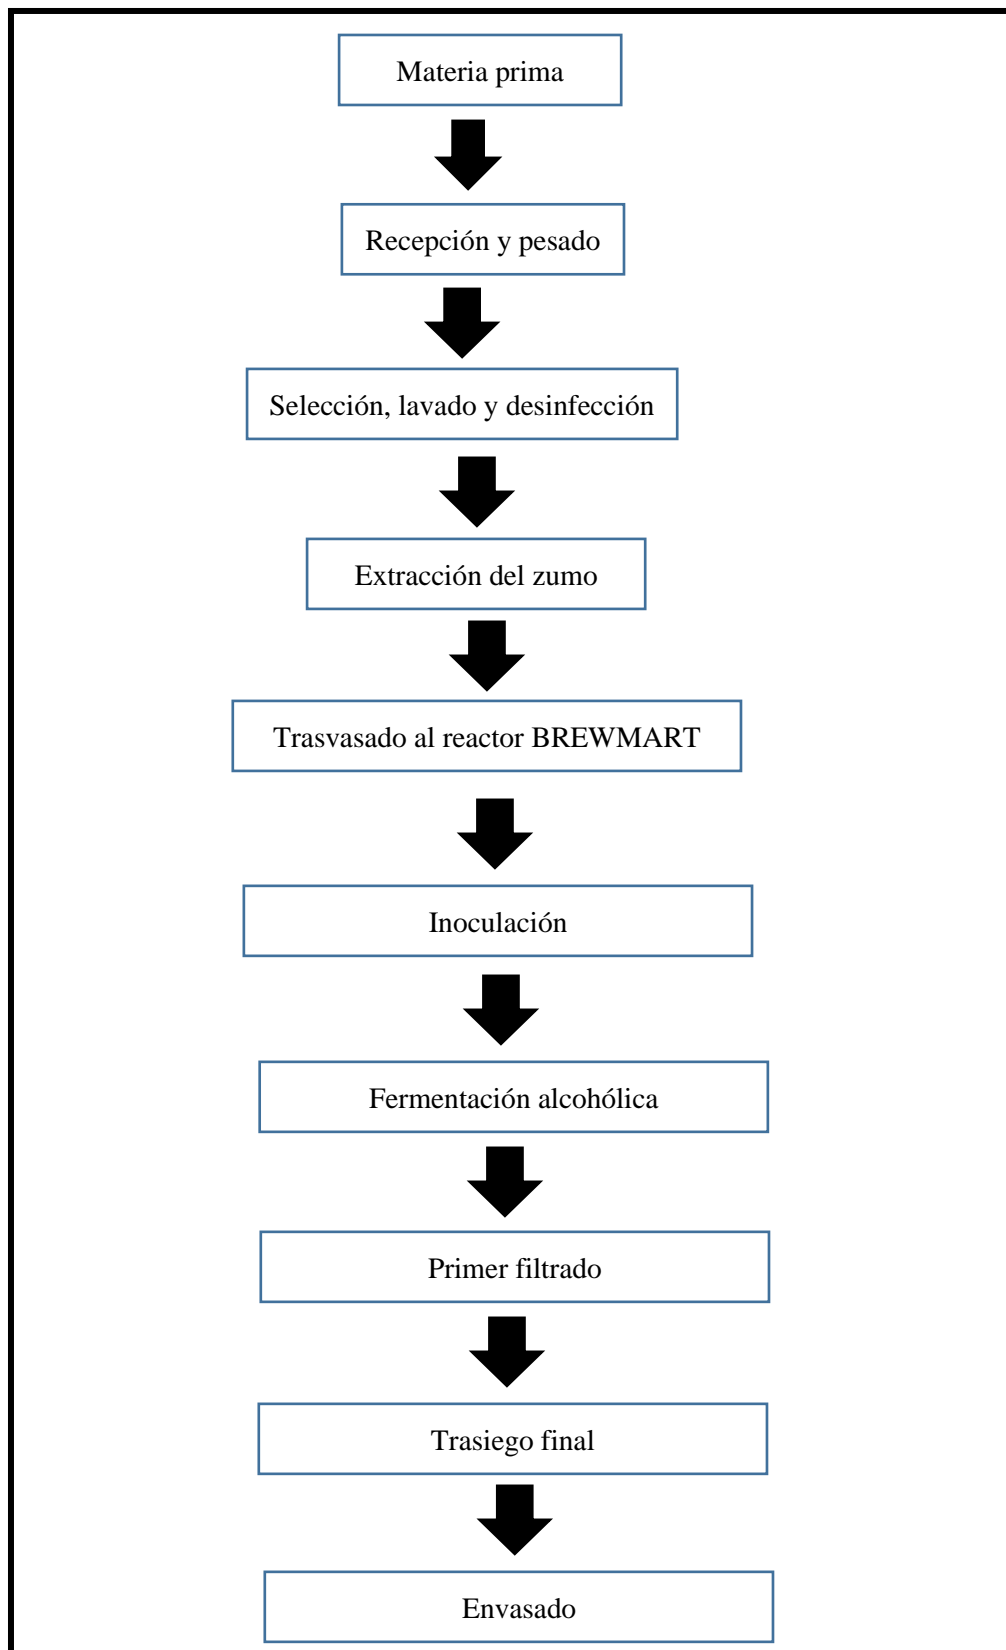 Materia prima
Recepción y pesado
Selección, lavado y desinfección
Extracción del zumo
Trasvasado al reactor BREWMART
Inoculación
Fermentación alcohólica
Primer filtrado
Trasiego final
Envasado